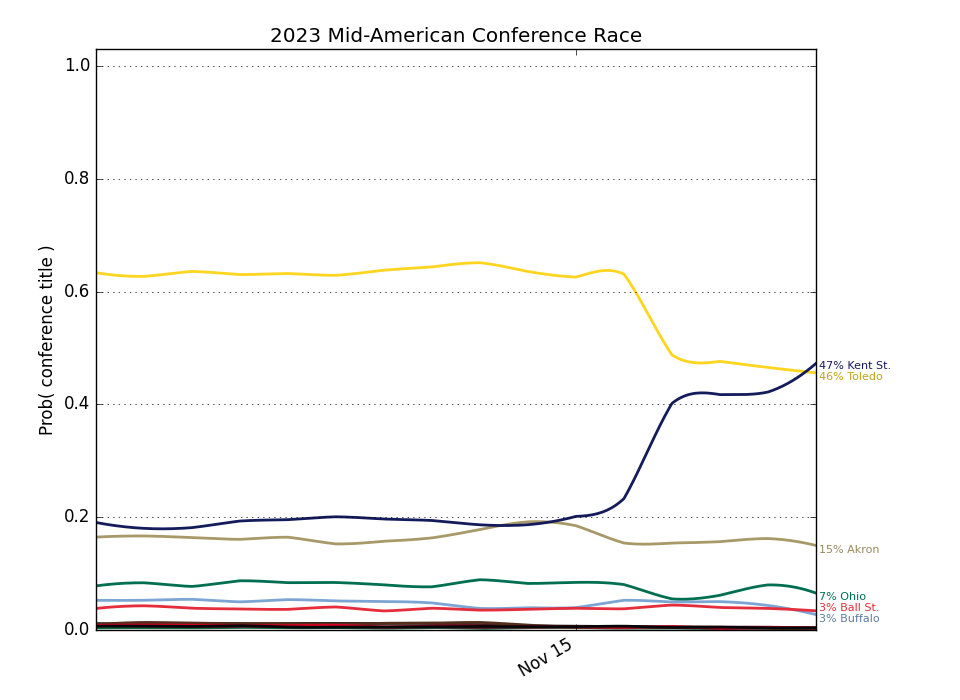 2023 Mid-American Conference Race
Prob( conference title )
1.0
0.8
0.6
0.4
0.2
0.0
Nov 15
47% Kent St.
46% Toledo
15% Akron
7% Ohio
3% Ball St.
3% Buffalo